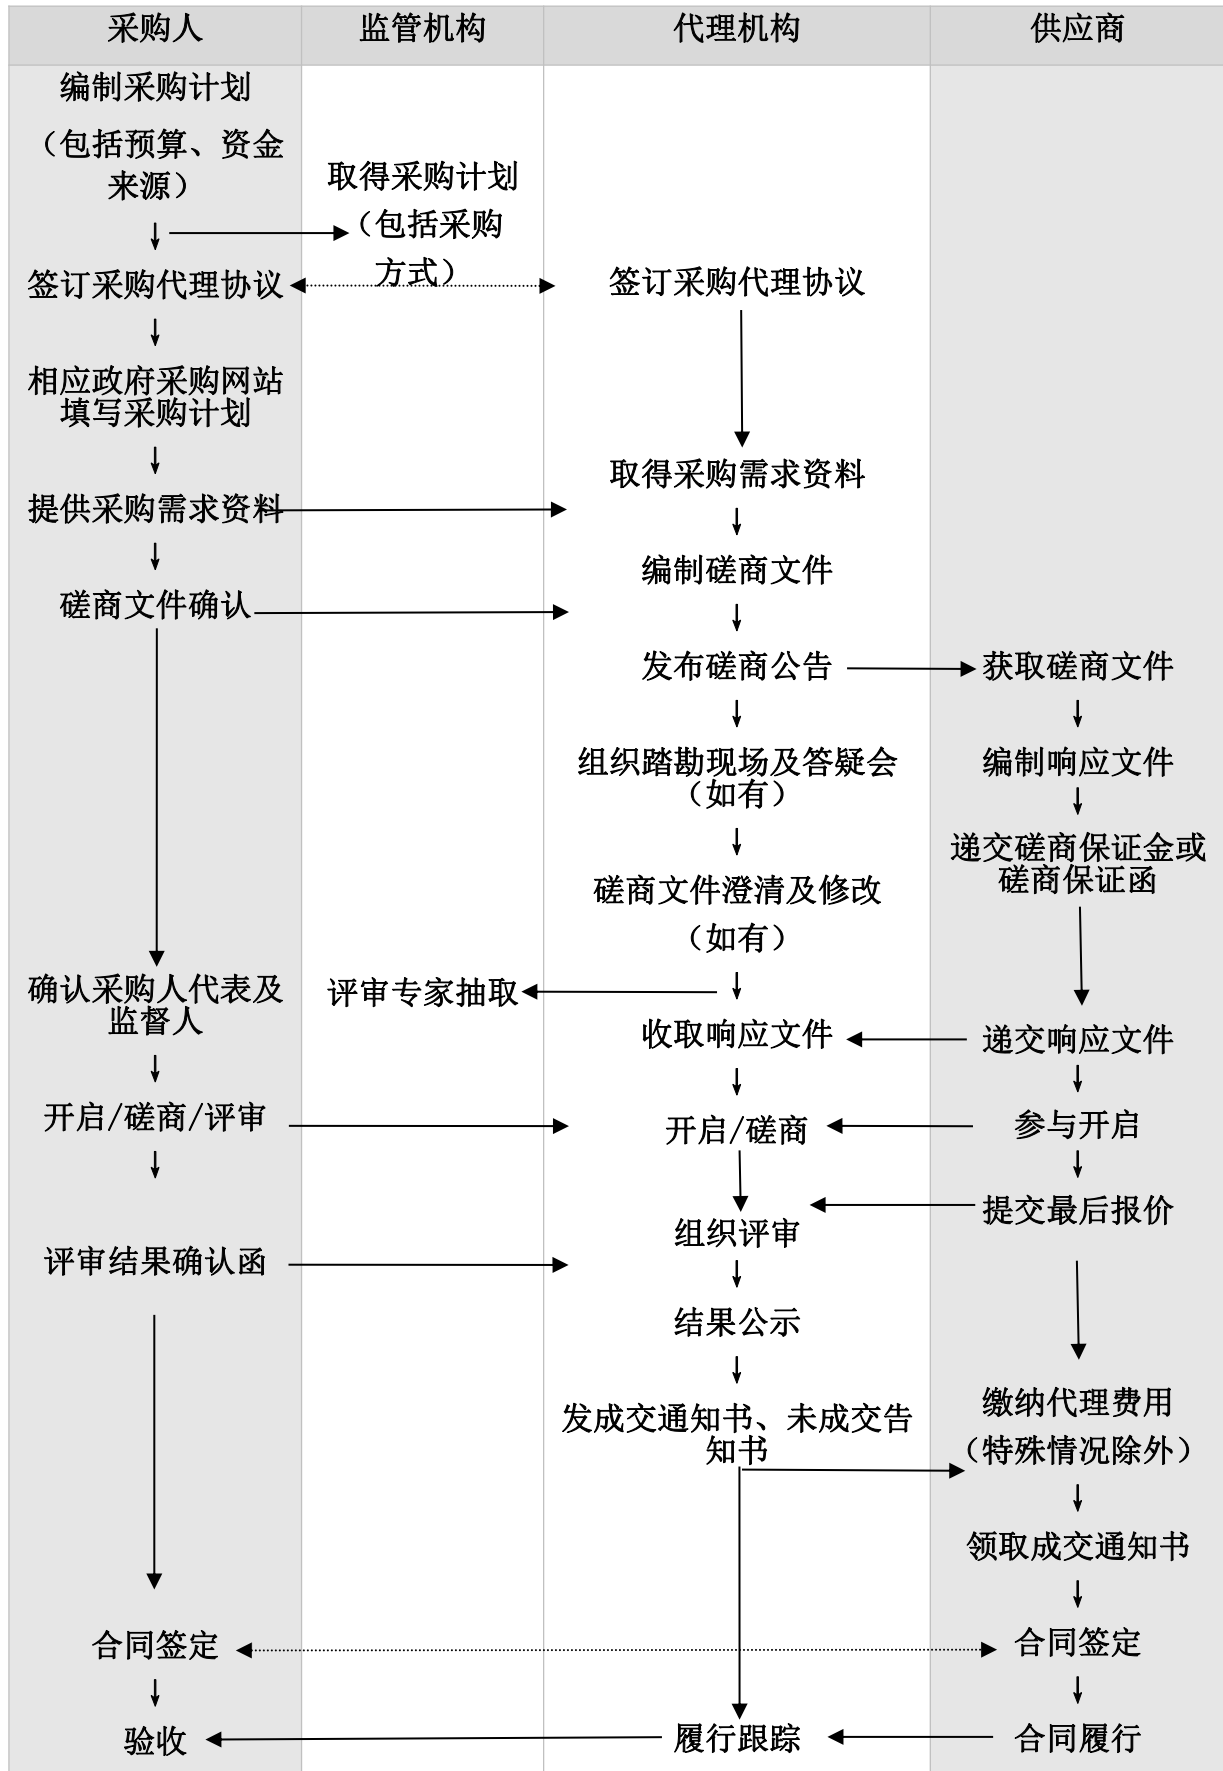 采购人
监管机构
代理机构
供应商
编制采购计划
（包括预算、资金
来源）
取得采购计划
（包括采购
方式）
签订采购代理协议
签订采购代理协议
相应政府采购网站
填写采购计划
取得采购需求资料
提供采购需求资料
编制磋商文件
磋商文件确认
发布磋商公告
获取磋商文件
组织踏勘现场及答疑会
（如有）
编制响应文件
递交磋商保证金或
磋商保证函
磋商文件澄清及修改
（如有）
确认采购人代表及
监督人
评审专家抽取
收取响应文件
递交响应文件
开启/磋商/评审
开启/磋商
参与开启
组织评审
提交最后报价
评审结果确认函
结果公示
发成交通知书、未成交告
知书
缴纳代理费用
（特殊情况除外）
领取成交通知书
合同签定
合同签定
验收
履行跟踪
合同履行